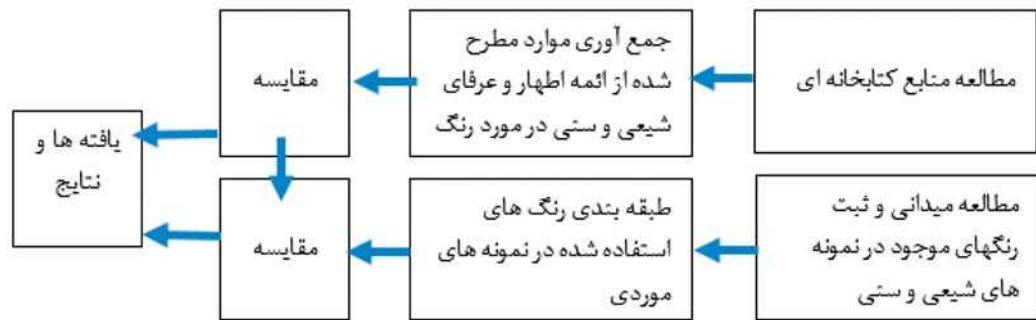 مطالعه منابع کتابخانه ای
جمع آوری موارد مطرح
شده از ائمه اطهار و عرفای
شیعی و سنی در مورد رنگ
مقایسه
مطالعه میدانی و ثبت
رنگهای موجود در نمونه
های شیعی و سنی
طبقه بندی رنگ های
استفاده شده در نمونه های
موردی
مقایسه
یافته ها و
نتایج